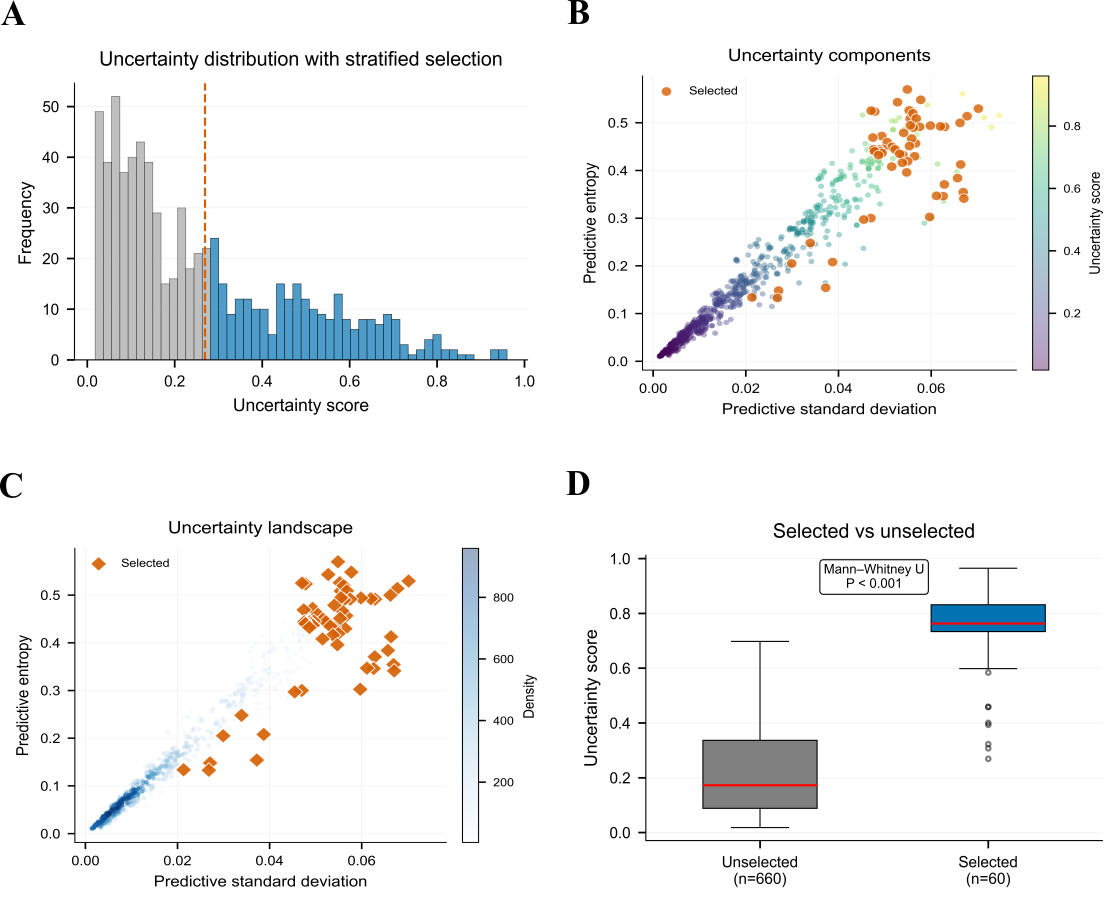 A
Uncertainty distribution with stratified selection
Frequency
50
40
30
20
10
0
0.0 0.2 0.4 0.6 0.8 1.0
Uncertainty score
B
Uncertainty components
Selected
Predictive entropy
0.5
0.4
0.3
0.2
0.1
0.0
0.00 0.02 0.04 0.06
Predictive standard deviation
0.8
0.6
0.4
0.2
Uncertainty score
C
Uncertainty landscape
Selected
Predictive entropy
0.5
0.4
0.3
0.2
0.1
0.0
0.00 0.02 0.04 0.06
Predictive standard deviation
800
600
400
200
Density
D
Selected vs unselected
Mann–Whitney U
P < 0.001
Uncertainty score
1.0
0.8
0.6
0.4
0.2
0.0
Unselected
(n=660)
Selected
(n=60)